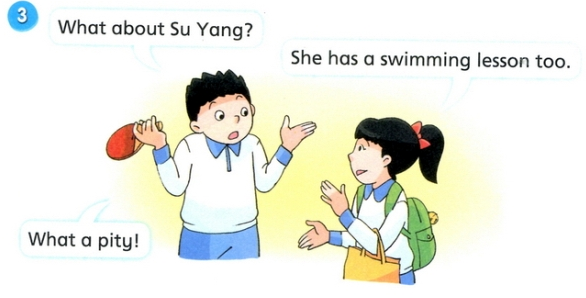 3
What about Su Yang?
She has a swimming lesson too.
What a pity!